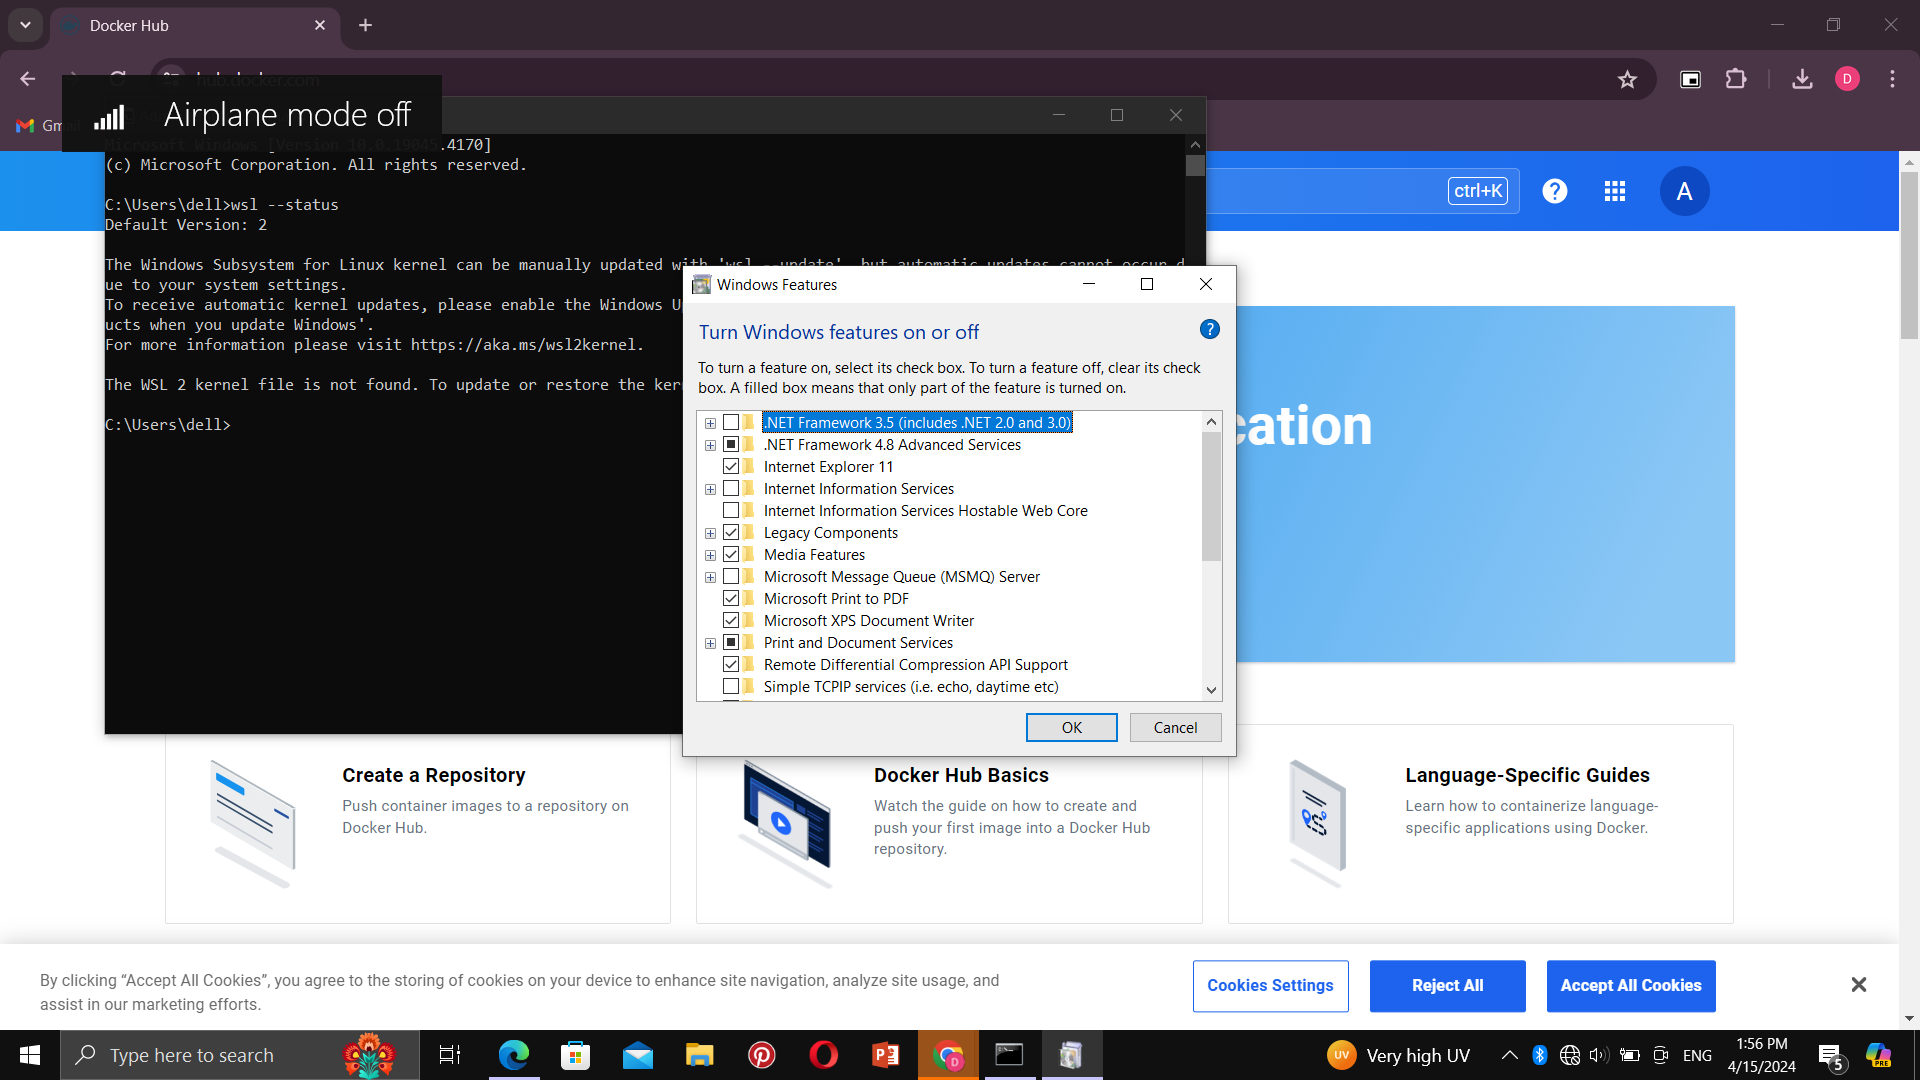 Docker Hub
hub.docker.com
Airplane mode off
Gm
Microsoft Windows [Version 10.0.19045.4170]
(c) Microsoft Corporation. All rights reserved.
C:\Users\dell>wsl --status
Default Version: 2
The Windows Subsystem for Linux kernel can be manually updated with 'wsl --update', but automatic updates cannot occur d
ue to your system settings.
To receive automatic kernel updates, please enable the Windows
ucts when you update Windows'.
For more information please visit https://aka.ms/wsl2kernel.
The WSL 2 kernel file is not found. To update or restore the
C:\Users\dell>
ctrl+K
A
D
cation
Windows Features
Turn Windows features on or off
To turn a feature on, select its check box. To turn a feature off, clear its check
box. A filled box means that only part of the feature is turned on.
.NET Framework 3.5 (includes .NET 2.0 and 3.0)
.NET Framework 4.8 Advanced Services
Internet Explorer 11
Internet Information Services
Internet Information Services Hostable Web Core
Legacy Components
Media Features
Microsoft Message Queue (MSMQ) Server
Microsoft Print to PDF
Microsoft XPS Document Writer
Print and Document Services
Remote Differential Compression API Support
Simple TCPIP services (i.e. echo, daytime etc)
OK Cancel
Create a Repository
Push container images to a repository on
Docker Hub.
Docker Hub Basics
Watch the guide on how to create and
push your first image into a Docker Hub
repository.
Language-Specific Guides
Learn how to containerize language-
specific applications using Docker.
By clicking “Accept All Cookies”, you agree to the storing of cookies on your device to enhance site navigation, analyze site usage, and
assist in our marketing efforts.
Cookies Settings Reject All Accept All Cookies
Type here to search
UV Very high UV
ENG
1:56 PM
4/15/2024
5